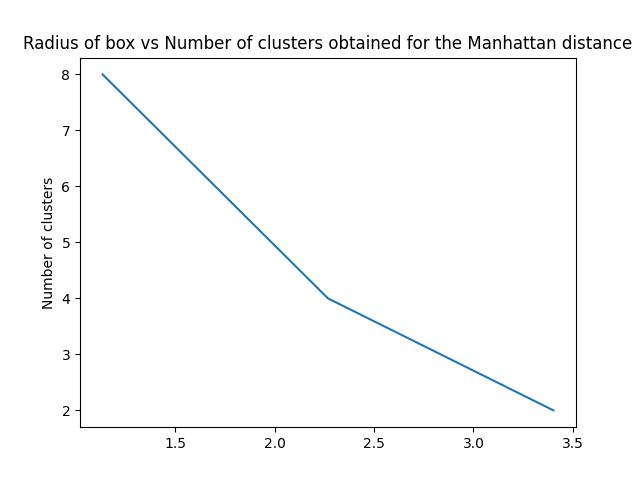 Radius of box vs Number of clusters obtained for the Manhattan distance
8
7
6
5
4
3
2
Number of clusters
1.5 2.0 2.5 3.0 3.5